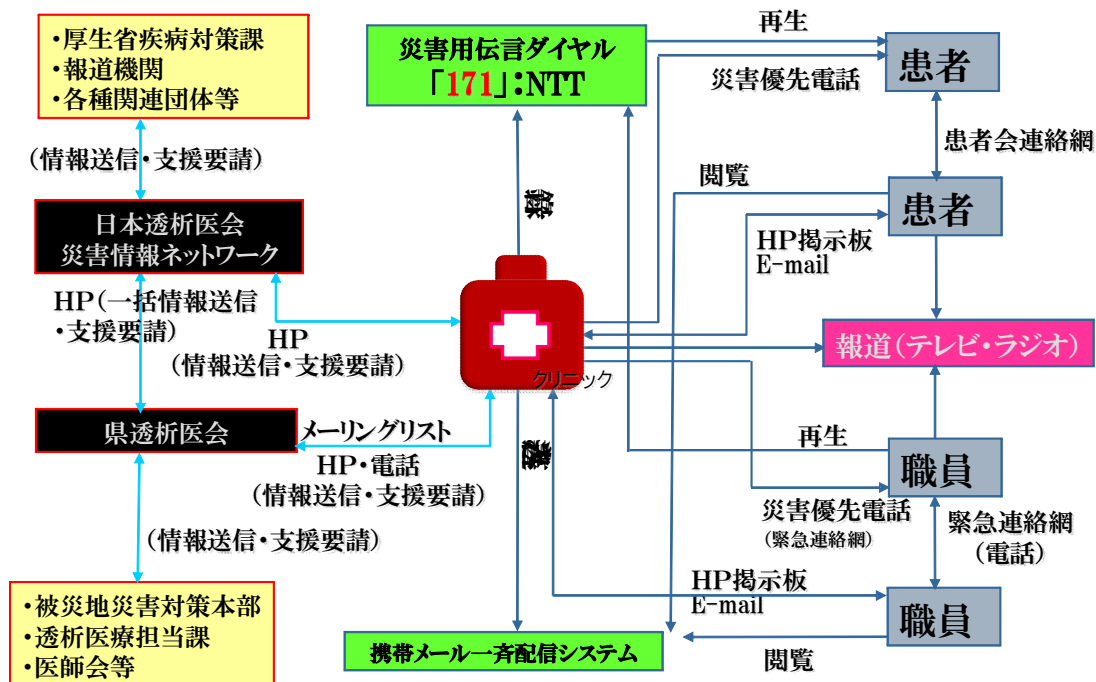 ・厚生省疾病対策課
・報道機関
・各種関連団体等
(情報送信・支援要請)
日本透析医会
災害情報ネットワーク
HP(一括情報送信
・支援要請)
HP
(情報送信・支援要請)
県透析医会
メーリングリスト
HP・電話
(情報送信・支援要請)
(情報送信・支援要請)
・被災地災害対策本部
・透析医療担当課
・医師会等
災害用伝言ダイヤル
「171」:NTT
クリニック
携帯メール一斉配信システム
再生
災害優先電話
患者
患者会連絡網
閲覧
患者
HP掲示板
E-mail
報道(テレビ・ラジオ)
再生
職員
災害優先電話
(緊急連絡網)
緊急連絡網
(電話)
HP掲示板
E-mail
職員
閲覧